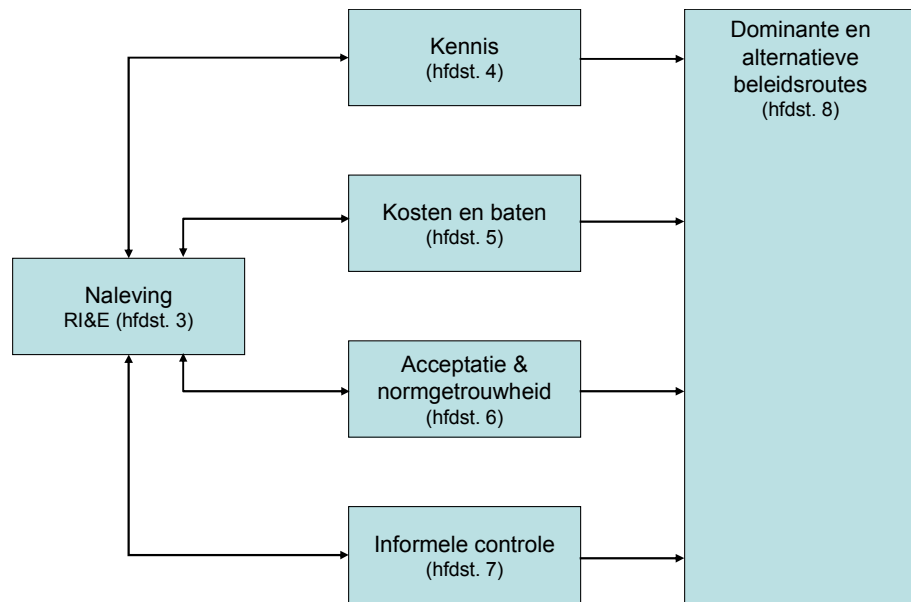 Kennis
(hfdst. 4)
Dominante en
alternatieve
beleidsroutes
(hfdst. 8)
Kosten en baten
(hfdst. 5)
Naleving
RI&E (hfdst. 3)
Acceptatie &
normgetrouwheid
(hfdst. 6)
Informele controle
(hfdst. 7)